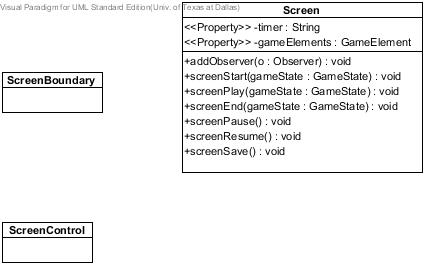 Visual Paradigm for UML Standard Edition(Univ. of Texas at Dallas)
Screen
<<Property>> -timer : String
<<Property>> -gameElements : GameElement
+addObserver(o : Observer) : void
+screenStart(gameState : GameState) : void
+screenPlay(gameState : GameState) : void
+screenEnd(gameState : GameState) : void
+screenPause() : void
+screenResume() : void
+screenSave() : void
ScreenBoundary
ScreenControl